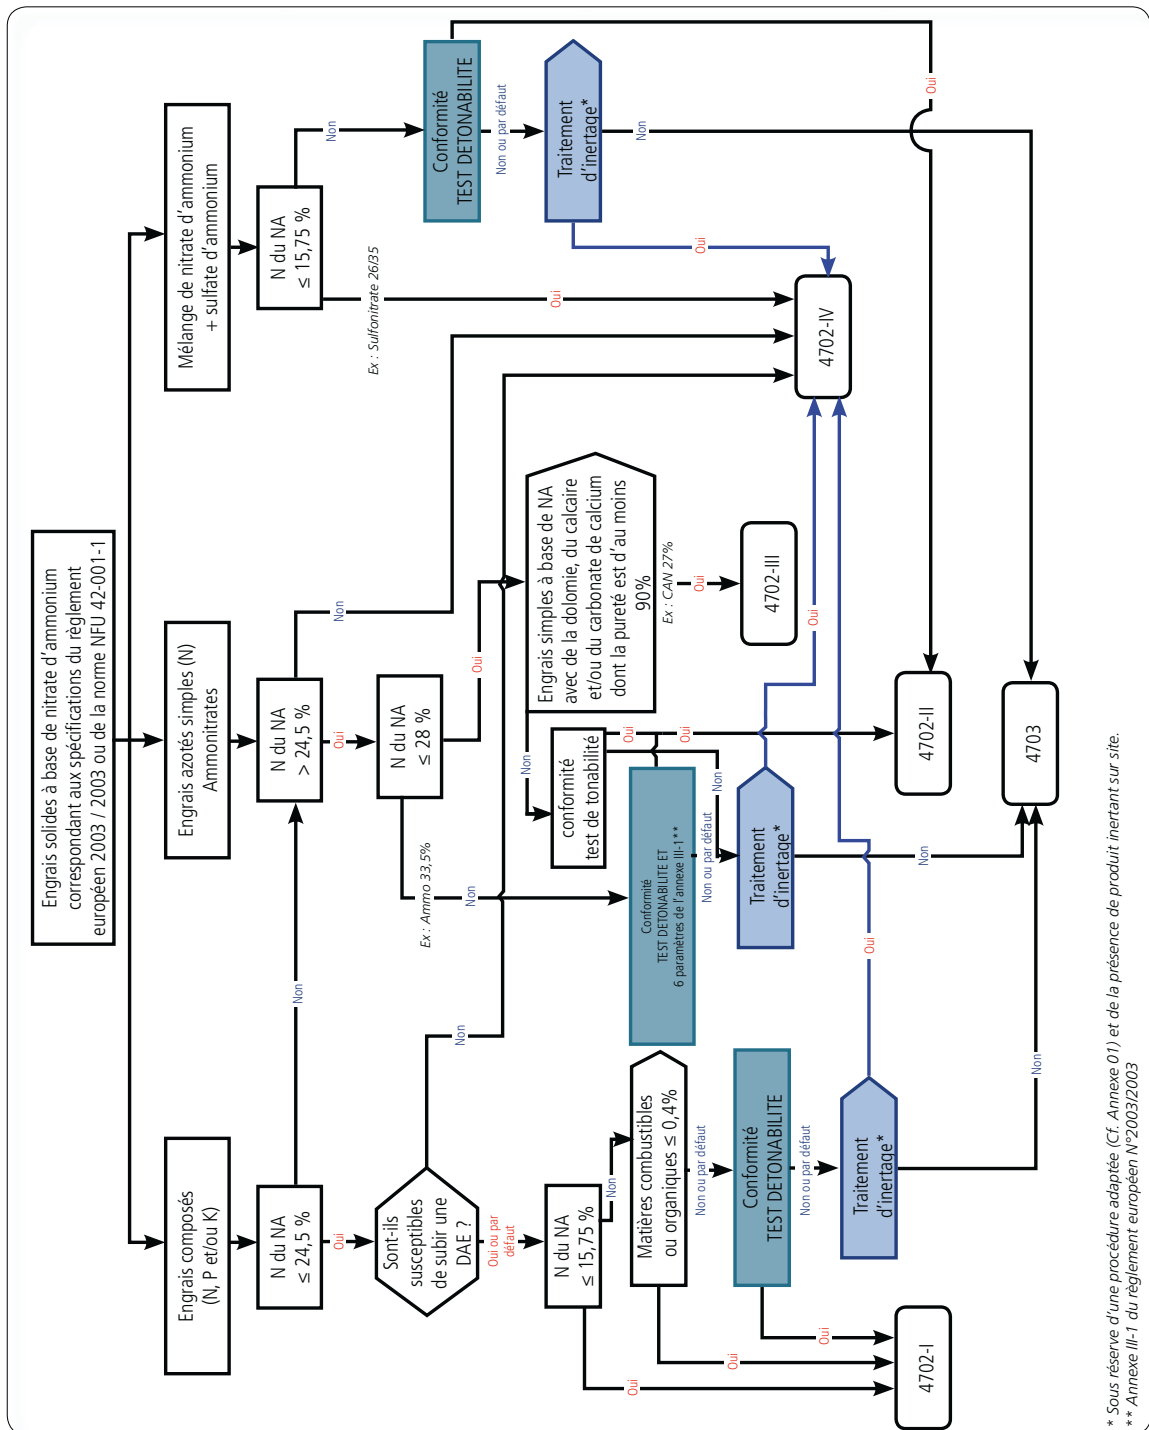 Engrais solides à base de nitrate d'ammonium
correspondant aux spécifications du règlement
européen 2003 / 2003 ou de la norme NFU 42-001-1
Engrais composés
(N, P et/ou K)
N du NA
≤ 24,5 %
Non
Oui
Sont-ils
susceptibles
de subir une
DAE ?
Non
Oui ou par
défaut
N du NA
≤ 15,75 %
Non
Oui
Matières combustibles
ou organiques ≤ 0,4%
Oui
Non ou par défaut
Conformité
TEST DETONABILITE
Oui
Non ou par défaut
Traitement
d'inertage*
Oui
Non
4702-I
Engrais azotés simples (N)
Ammonitrates
N du NA
> 24,5 %
Non
Oui
N du NA
≤ 28 %
Oui
Ex : Ammo 33,5%
Non
Engrais simples à base de NA
avec de la dolomie, du calcaire
et/ou du carbonate de calcium
dont la pureté est d'au moins
90%
Ex : CAN 27%
Oui
4702-III
Non
conformité
test de tonabilité
Oui
Oui
Non
Conformité
TEST DETONABILITE ET
6 paramètres de l'annexe III-1**
Non ou par défaut
Traitement
d'inertage*
Oui
Non
4702-II
4703
Mélange de nitrate d'ammonium
+ sulfate d'ammonium
N du NA
≤ 15,75 %
Non
Ex : Sulfonitrate 26/35
Oui
Conformité
TEST DETONABILITE
Oui
Non ou par défaut
Traitement
d'inertage*
Non
Oui
4702-IV
* Sous réserve d'une procédure adaptée (Cf. Annexe 01) et de la présence de produit inertant sur site.
** Annexe III-1 du règlement européen N°2003/2003